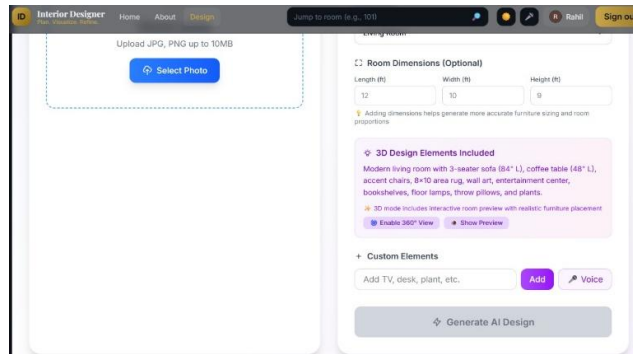 ID Interior Designer
Plan. Visualize. Refine.
Home About Design
Jump to room (e.g., 101)
R Rahil
Sign ou
Upload JPG, PNG up to 10MB
Select Photo
Living Room
Room Dimensions (Optional)
Length (ft) Width (ft) Height (ft)
12 10 9
Adding dimensions helps generate more accurate furniture sizing and room
proportions
3D Design Elements Included
Modern living room with 3-seater sofa (84" L), coffee table (48" L),
accent chairs, 8×10 area rug, wall art, entertainment center,
bookshelves, floor lamps, throw pillows, and plants.
3D mode includes interactive room preview with realistic furniture placement
Enable 360° View Show Preview
+ Custom Elements
Add TV, desk, plant, etc. Add Voice
Generate AI Design